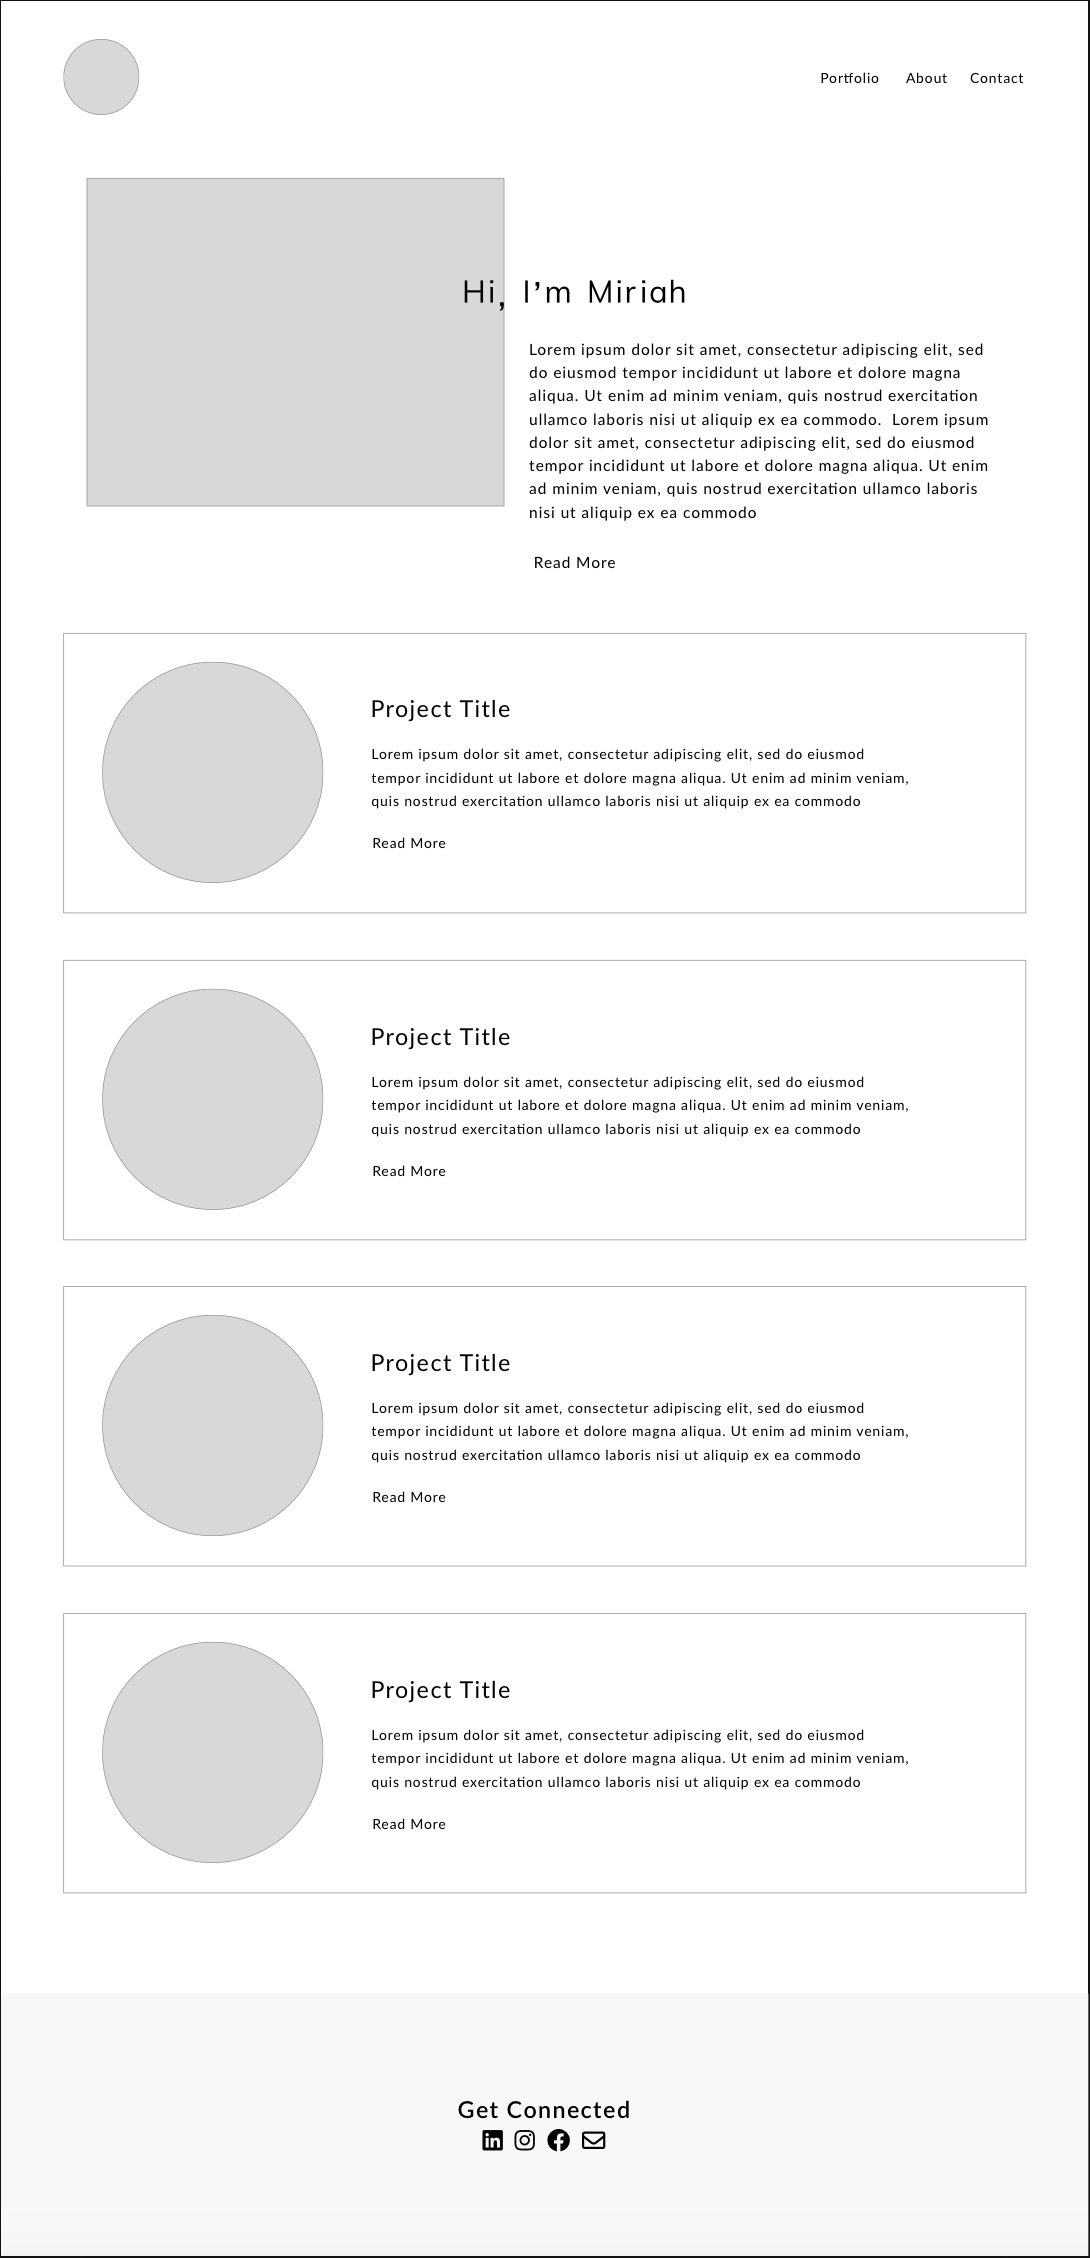 Portfolio About Contact
Hi, I’m Miriah
Lorem ipsum dolor sit amet, consectetur adipiscing elit, sed
do eiusmod tempor incididunt ut labore et dolore magna
aliqua. Ut enim ad minim veniam, quis nostrud exercitation
ullamco laboris nisi ut aliquip ex ea commodo.  Lorem ipsum
dolor sit amet, consectetur adipiscing elit, sed do eiusmod
tempor incididunt ut labore et dolore magna aliqua. Ut enim
ad minim veniam, quis nostrud exercitation ullamco laboris
nisi ut aliquip ex ea commodo
Read More
Project Title
Lorem ipsum dolor sit amet, consectetur adipiscing elit, sed do eiusmod
tempor incididunt ut labore et dolore magna aliqua. Ut enim ad minim veniam,
quis nostrud exercitation ullamco laboris nisi ut aliquip ex ea commodo
Read More
Project Title
Lorem ipsum dolor sit amet, consectetur adipiscing elit, sed do eiusmod
tempor incididunt ut labore et dolore magna aliqua. Ut enim ad minim veniam,
quis nostrud exercitation ullamco laboris nisi ut aliquip ex ea commodo
Read More
Project Title
Lorem ipsum dolor sit amet, consectetur adipiscing elit, sed do eiusmod
tempor incididunt ut labore et dolore magna aliqua. Ut enim ad minim veniam,
quis nostrud exercitation ullamco laboris nisi ut aliquip ex ea commodo
Read More
Project Title
Lorem ipsum dolor sit amet, consectetur adipiscing elit, sed do eiusmod
tempor incididunt ut labore et dolore magna aliqua. Ut enim ad minim veniam,
quis nostrud exercitation ullamco laboris nisi ut aliquip ex ea commodo
Read More
Get Connected